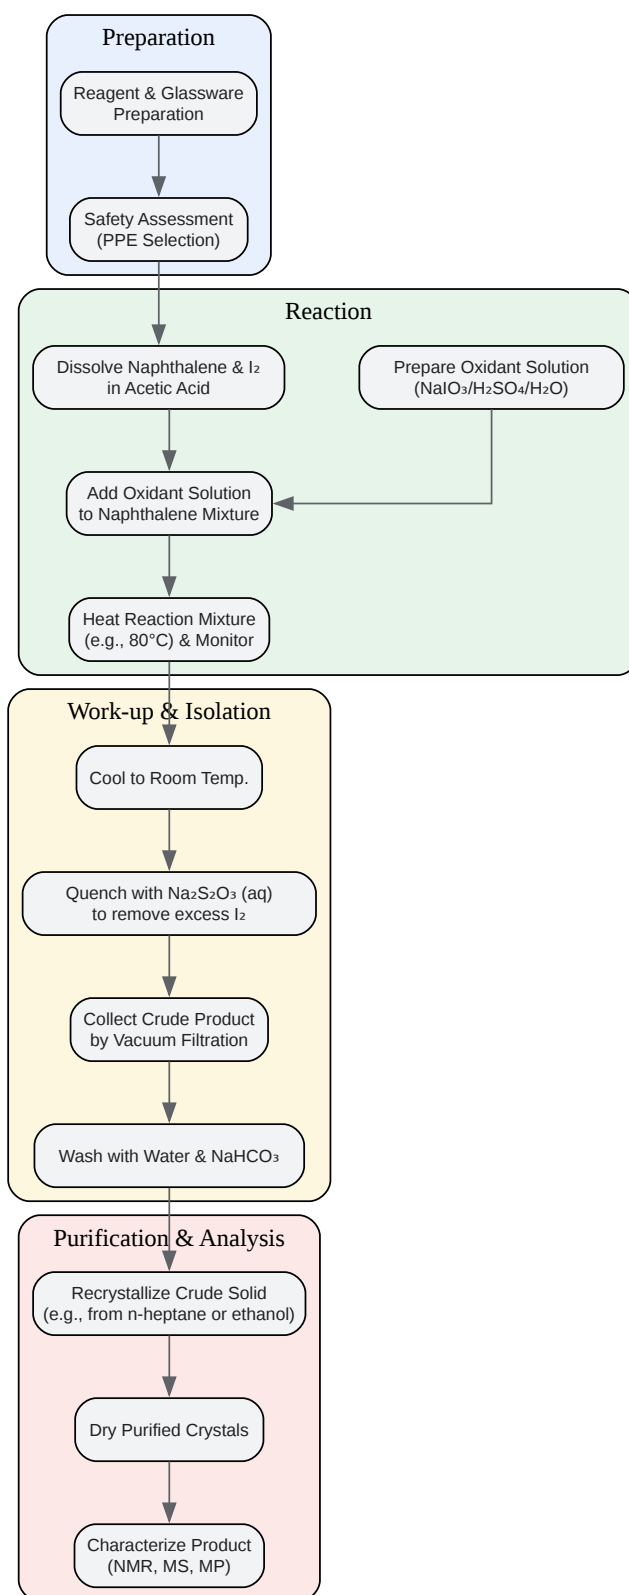 Preparation
Reagent & Glassware
Preparation
Safety Assessment
(PPE Selection)
Reaction
Dissolve Naphthalene & I₂
in Acetic Acid
Prepare Oxidant Solution
(NaIO₃/H₂SO₄/H₂O)
Add Oxidant Solution
to Naphthalene Mixture
Heat Reaction Mixture
(e.g., 80°C) & Monitor
Work-up & Isolation
Cool to Room Temp.
Quench with Na₂S₂O₃ (aq)
to remove excess I₂
Collect Crude Product
by Vacuum Filtration
Wash with Water & NaHCO₃
Purification & Analysis
Recrystallize Crude Solid
(e.g., from n-heptane or ethanol)
Dry Purified Crystals
Characterize Product
(NMR, MS, MP)